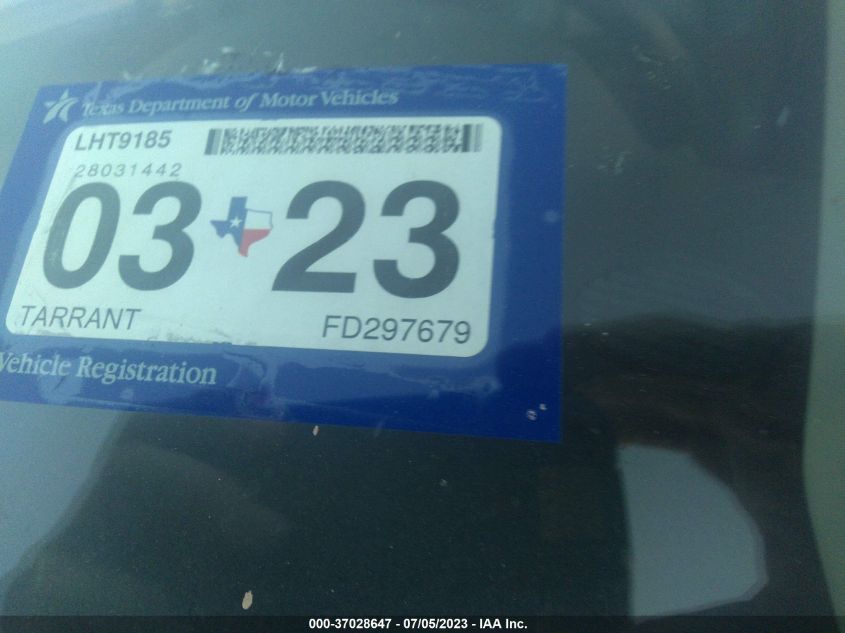 Texas Department of Motor Vehicles
LHT9185
28031442
03 23
TARRANT FD297679
Vehicle Registration
000-37028647 - 07/05/2023 - IAA Inc.